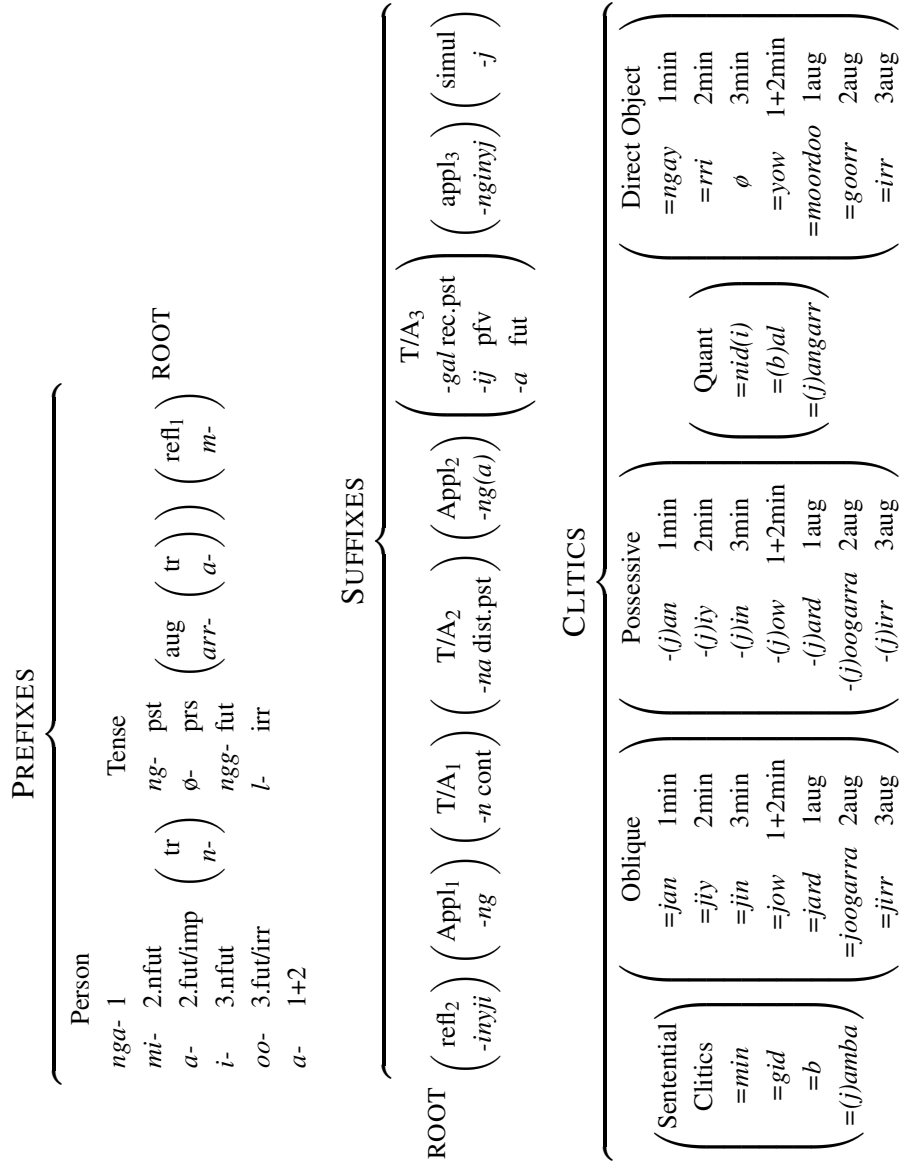 PREFIXES
Person Tense
nga- 1 ( tr n- ) ng- pst ( aug arr- ( tr a- ) ) ( refl₁ m- ) ROOT
mi- 2.nfut ø- prs
a- 2.fut/imp ngg- fut
i- 3.nfut l- irr
oo- 3.fut/irr
a- 1+2
SUFFIXES
ROOT ( refl₂ -inyji ) ( Appl₁ -ng ) ( T/A₁ -n cont ) ( T/A₂ -na dist.pst ) ( Appl₂ -ng(a) ) ( T/A₃ -gal rec.pst -ij pfv -a fut ) ( appl₃ -nginyj ) ( simul -j )
CLITICS
Sentential Clitics
=min
=gid
=b
=(j)amba
Oblique
=jan 1min
=jiy 2min
=jin 3min
=jow 1+2min
=jard 1aug
=joogarra 2aug
=jirr 3aug
Possessive
-(j)an 1min
-(j)iy 2min
-(j)in 3min
-(j)ow 1+2min
-(j)ard 1aug
-(j)oogarra 2aug
-(j)irr 3aug
Quant
=nid(i)
=(b)al
=(j)angarr
Direct Object
=ngay 1min
=rri 2min
ø 3min
=yow 1+2min
=moordoo 1aug
=goorr 2aug
=irr 3aug